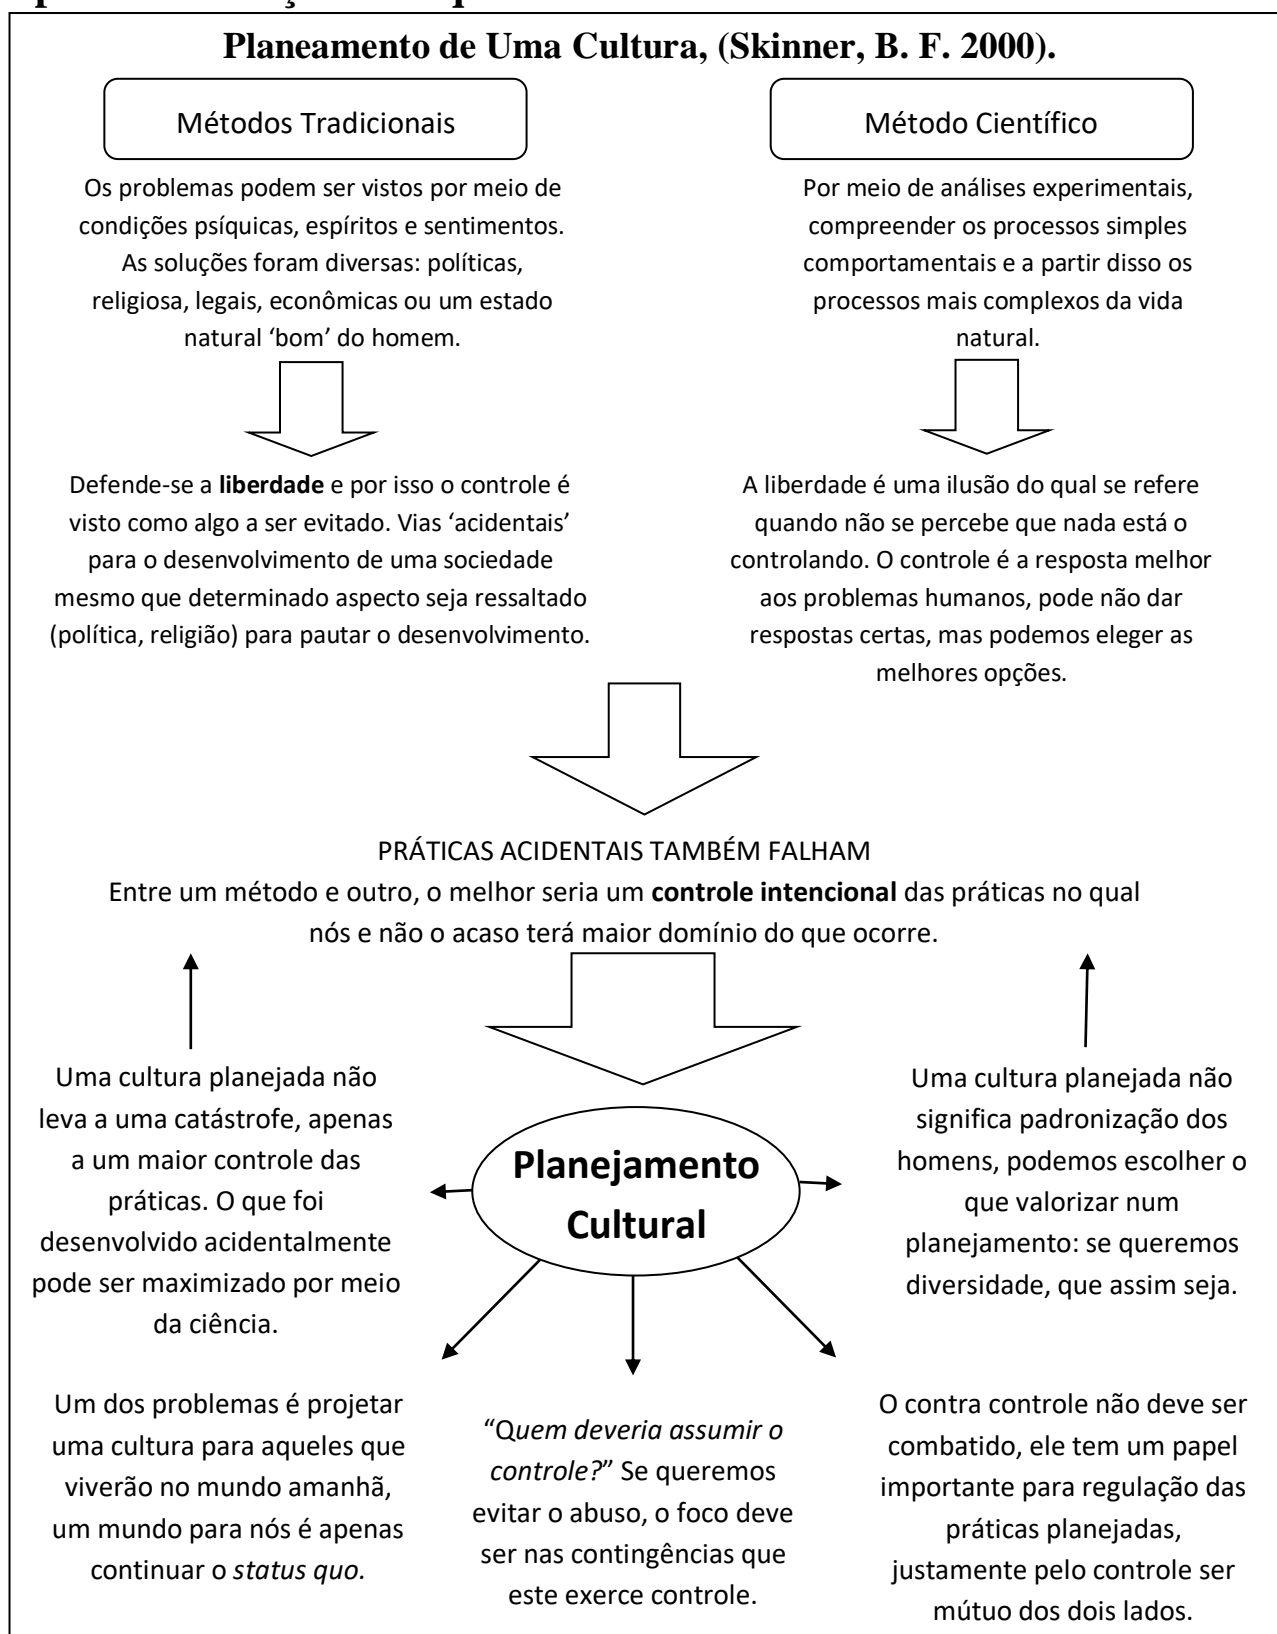 Planeamento de Uma Cultura, (Skinner, B. F. 2000).
Métodos Tradicionais
Os problemas podem ser vistos por meio de
condições psíquicas, espíritos e sentimentos.
As soluções foram diversas: políticas,
religiosa, legais, econômicas ou um estado
natural ‘bom’ do homem.
Método Científico
Por meio de análises experimentais,
compreender os processos simples
comportamentais e a partir disso os
processos mais complexos da vida
natural.
Defende-se a liberdade e por isso o controle é
visto como algo a ser evitado. Vias ‘acidentais’
para o desenvolvimento de uma sociedade
mesmo que determinado aspecto seja ressaltado
(política, religião) para pautar o desenvolvimento.
A liberdade é uma ilusão do qual se refere
quando não se percebe que nada está o
controlando. O controle é a resposta melhor
aos problemas humanos, pode não dar
respostas certas, mas podemos eleger as
melhores opções.
PRÁTICAS ACIDENTAIS TAMBÉM FALHAM
Entre um método e outro, o melhor seria um controle intencional das práticas no qual
nós e não o acaso terá maior domínio do que ocorre.
Uma cultura planejada não
leva a uma catástrofe, apenas
a um maior controle das
práticas. O que foi
desenvolvido acidentalmente
pode ser maximizado por meio
da ciência.
Planejamento
Cultural
Uma cultura planejada não
significa padronização dos
homens, podemos escolher o
que valorizar num
planejamento: se queremos
diversidade, que assim seja.
Um dos problemas é projetar
uma cultura para aqueles que
viverão no mundo amanhã,
um mundo para nós é apenas
continuar o status quo.
“Quem deveria assumir o
controle?” Se queremos
evitar o abuso, o foco deve
ser nas contingências que
este exerce controle.
O contra controle não deve ser
combatido, ele tem um papel
importante para regulação das
práticas planejadas,
justamente pelo controle ser
mútuo dos dois lados.